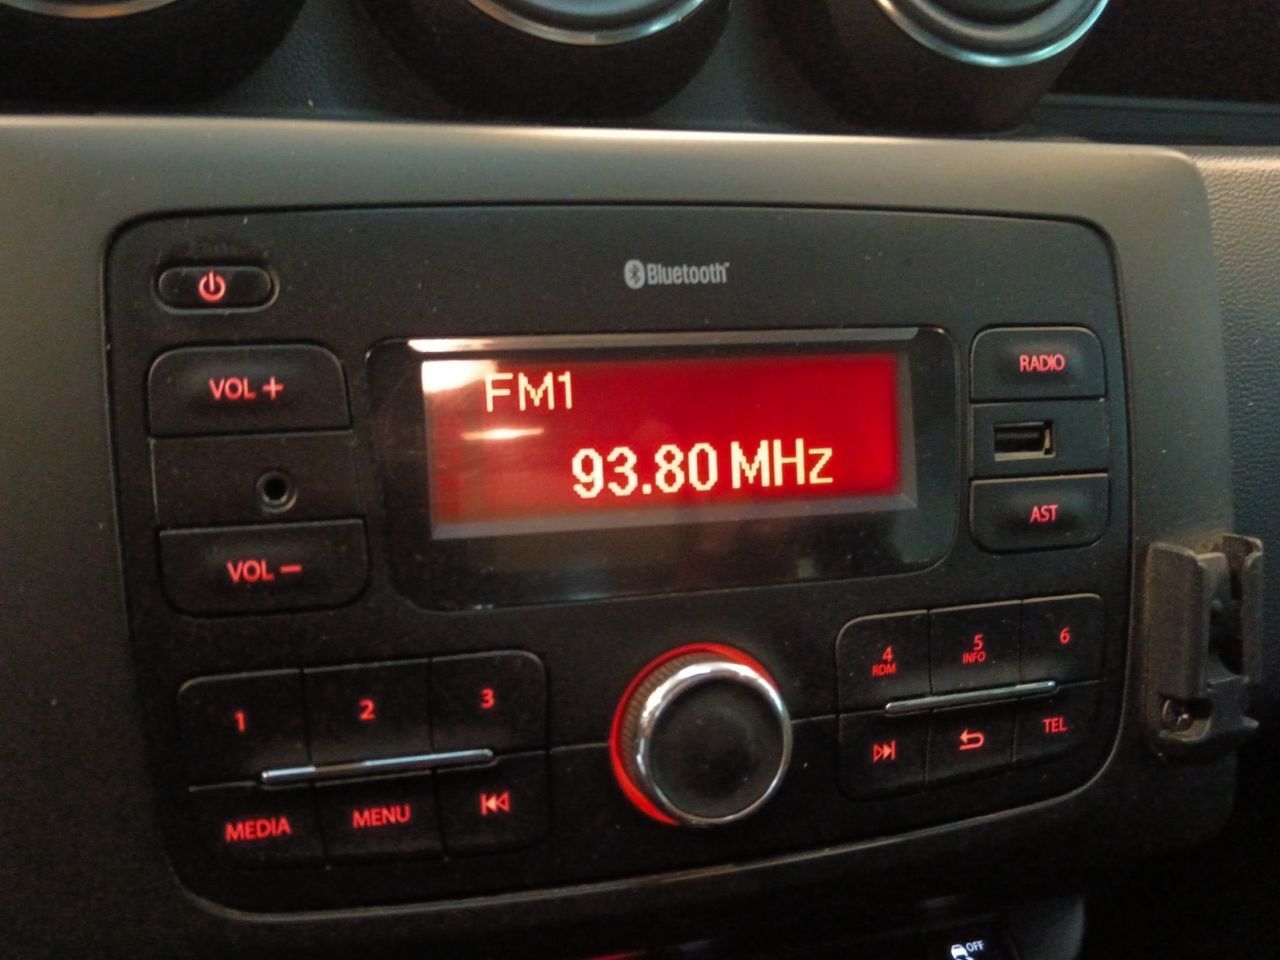 Bluetooth
VOL +
FM1
93.80 MHz
RADIO
AST
VOL −
1
2
3
4
RDM
5
INFO
6
MEDIA
MENU
TEL
OFF